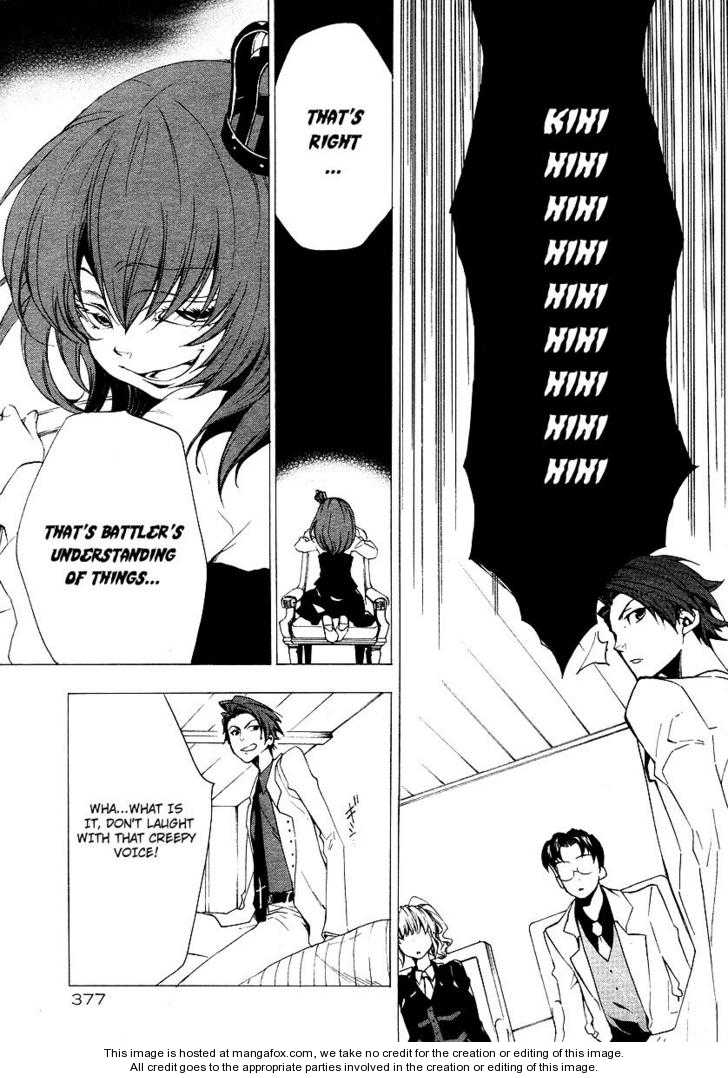 KIHI
HIHI
HIHI
HIHI
HIHI
HIHI
HIHI
HIHI
HIHI
THAT'S
RIGHT
...
THAT'S BATTLER'S
UNDERSTANDING
OF THINGS...
WHA...WHAT IS
IT, DON'T LAUGHT
WITH THAT CREEPY
VOICE!
377
This image is hosted at mangafox.com, we take no credit for the creation or editing of this image.
All credit goes to the appropriate parties involved in the creation or editing of this image.